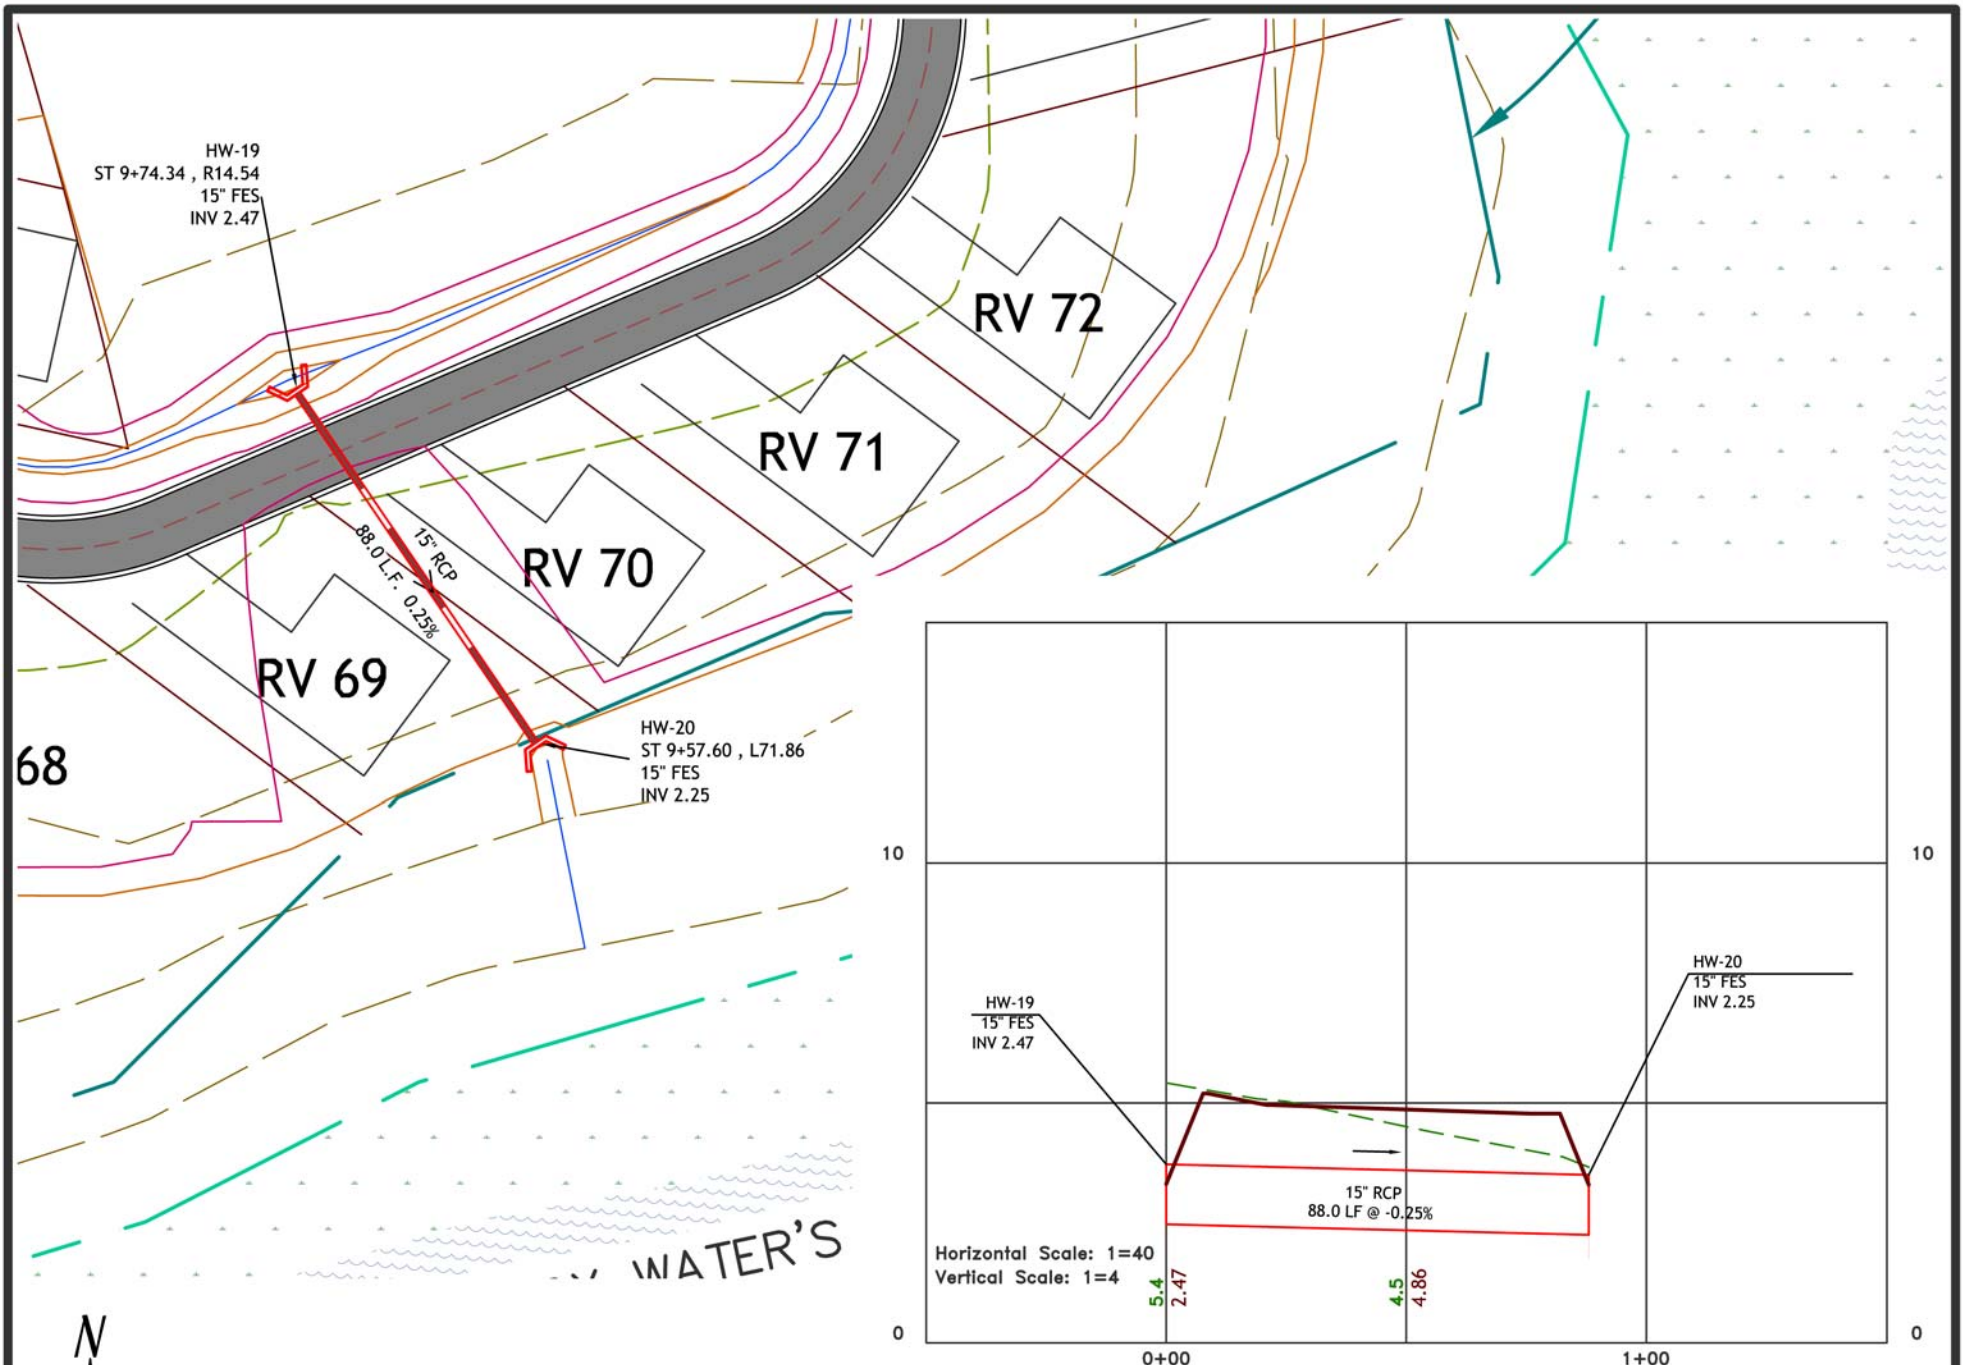 HW-19
ST 9+74.34 , R14.54
15" FES
INV 2.47
RV 72
RV 71
RV 70
RV 69
68
15" RCP
88.0 L.F. 0.25%
HW-20
ST 9+57.60 , L71.86
15" FES
INV 2.25
WATER'S
N
10
10
HW-19
15" FES
INV 2.47
HW-20
15" FES
INV 2.25
15" RCP
88.0 LF @ -0.25%
Horizontal Scale: 1=40
Vertical Scale: 1=4
5.4
2.47
4.5
4.86
0
0
0+00
1+00